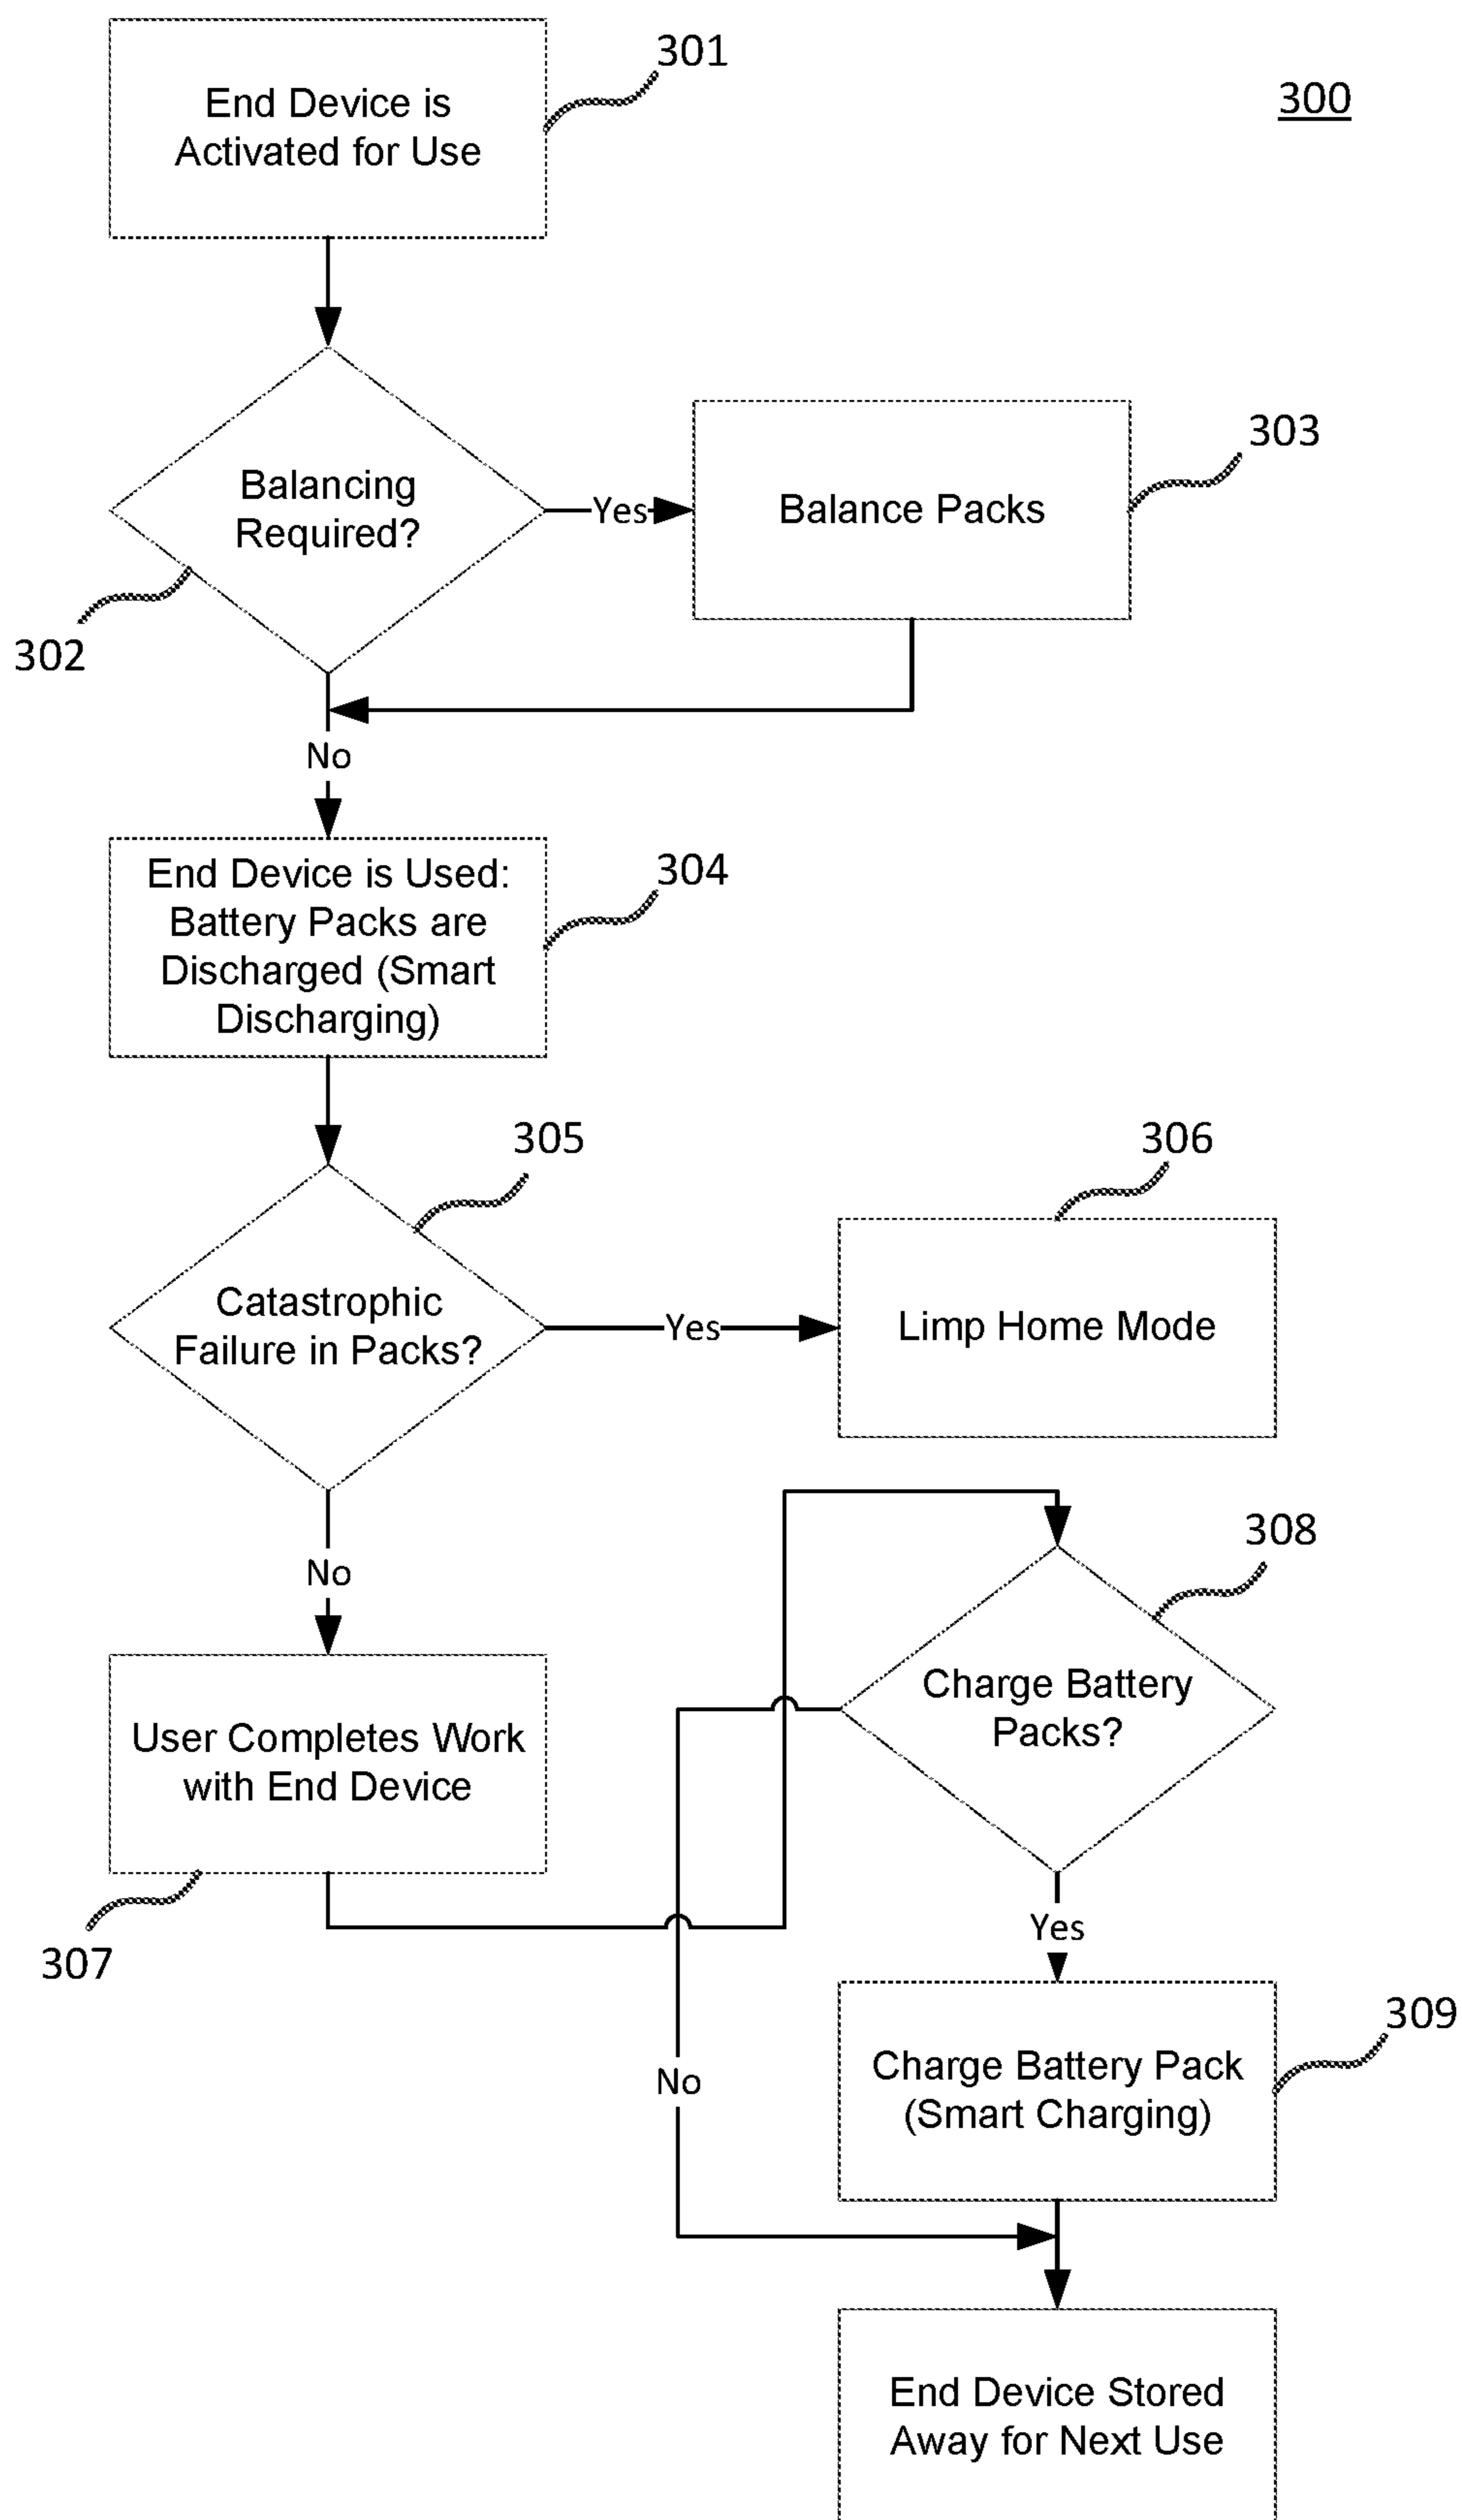 301
300
End Device is
Activated for Use
303
Balancing
Required?
Yes
Balance Packs
302
No
304
End Device is Used:
Battery Packs are
Discharged (Smart
Discharging)
305
306
Catastrophic
Failure in Packs?
Yes
Limp Home Mode
308
No
Charge Battery
Packs?
User Completes Work
with End Device
307
Yes
309
No
Charge Battery Pack
(Smart Charging)
End Device Stored
Away for Next Use